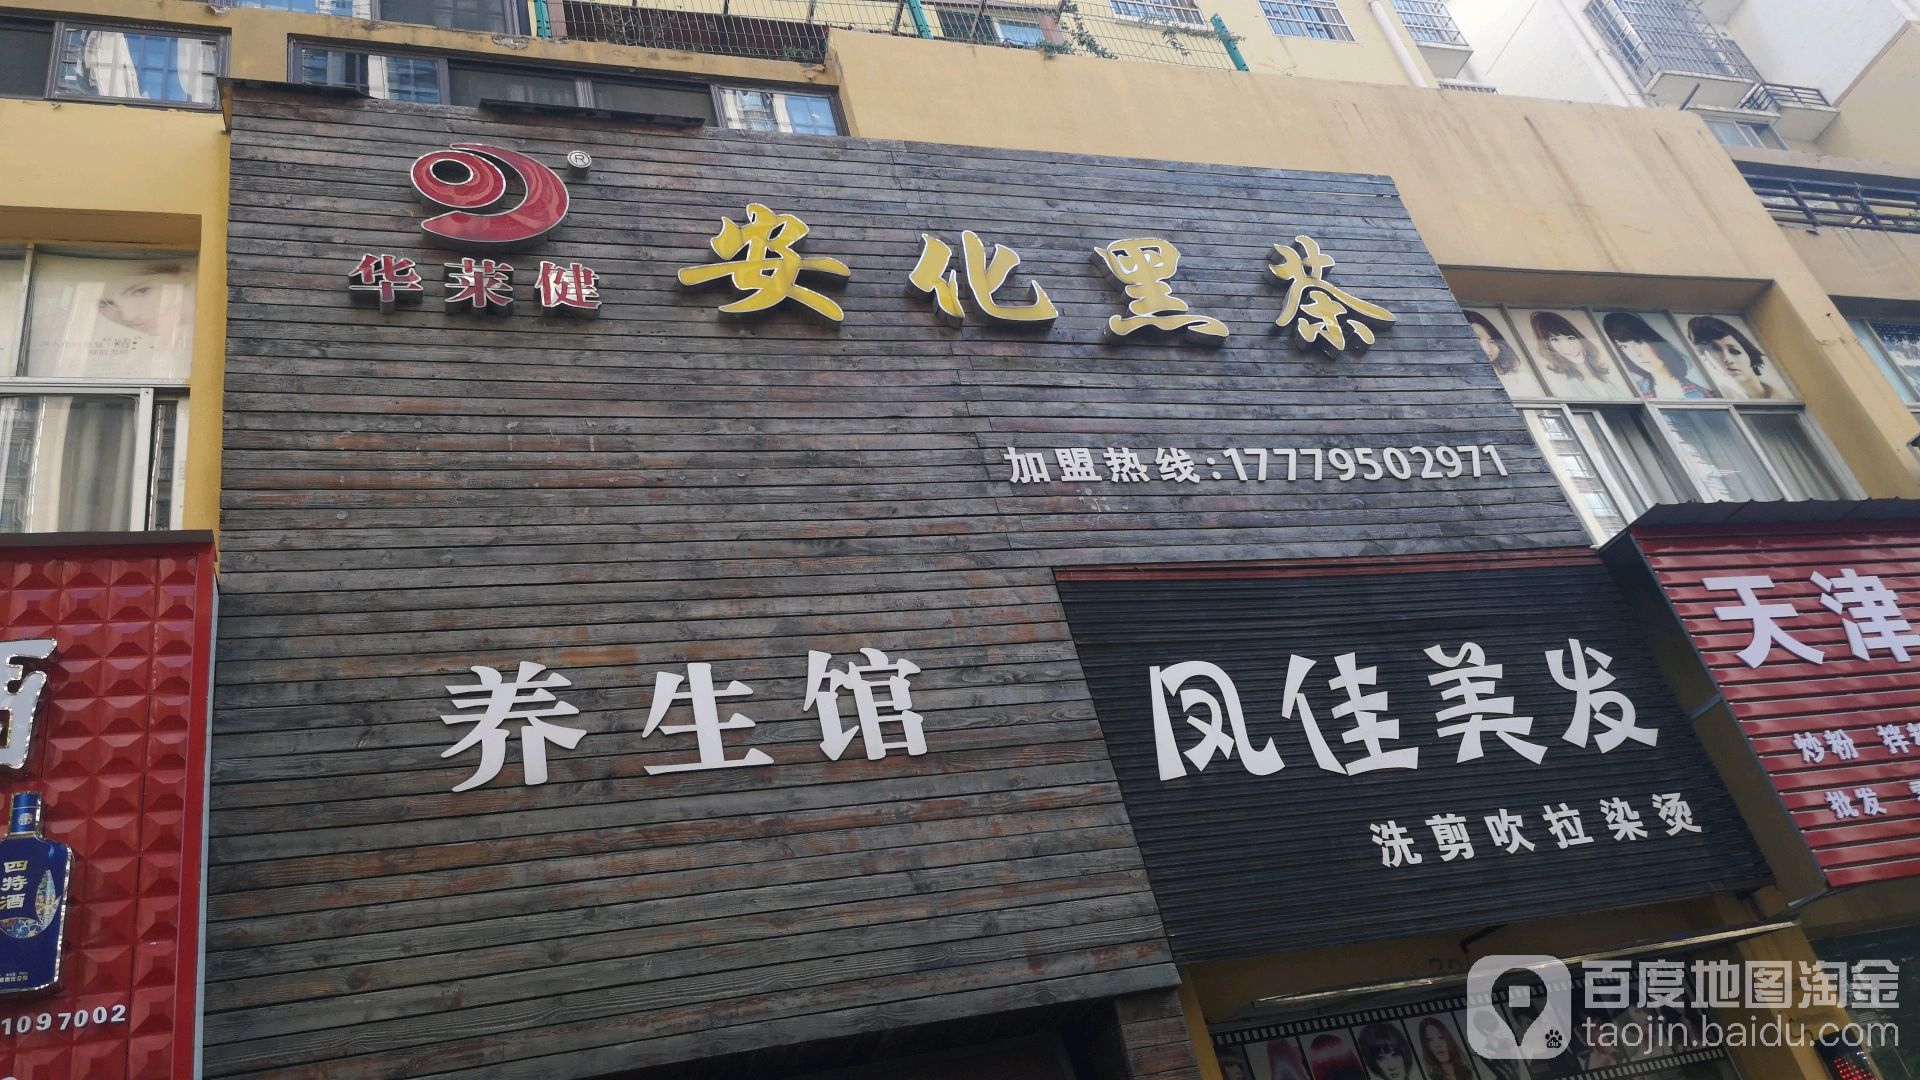 ®
华莱健 安化黑茶
加盟热线:17779502971
养生馆
凤佳美发
洗剪吹拉染烫
天津
炒粉 拌
批发
四特酒
1097002
百度地图淘金
taojin.baidu.com